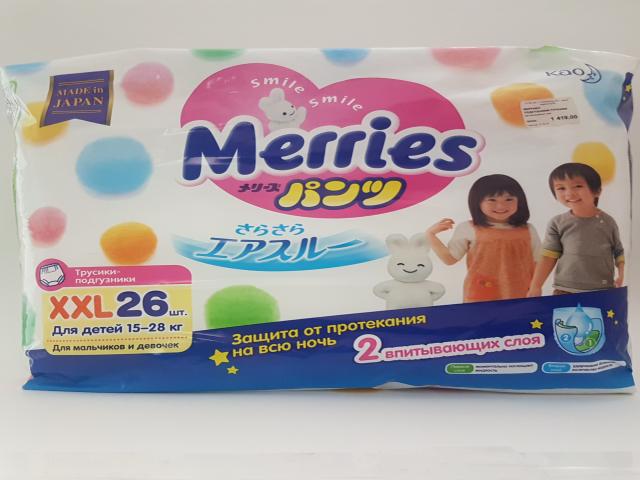 MADE in
JAPAN
Smile Smile
Kao
1 419,00
Merries
メリーズ パンツ
さらさら
エアスルー
Трусики-
подгузники
XXL 26 шт.
Для детей 15–28 кг
Для мальчиков и девочек
Защита от протекания
на всю ночь
2 впитывающих слоя
2
1